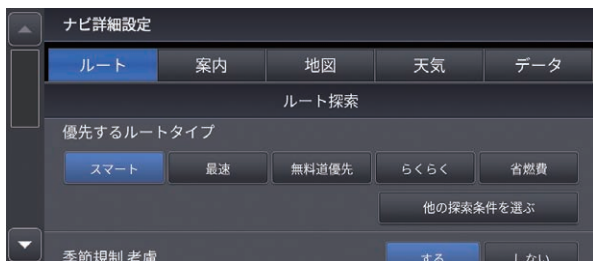 ナビ詳細設定
ルート 案内 地図 天気 データ
ルート探索
優先するルートタイプ
スマート 最速 無料道優先 らくらく 省燃費
他の探索条件を選ぶ
季節規制 考慮 する しない